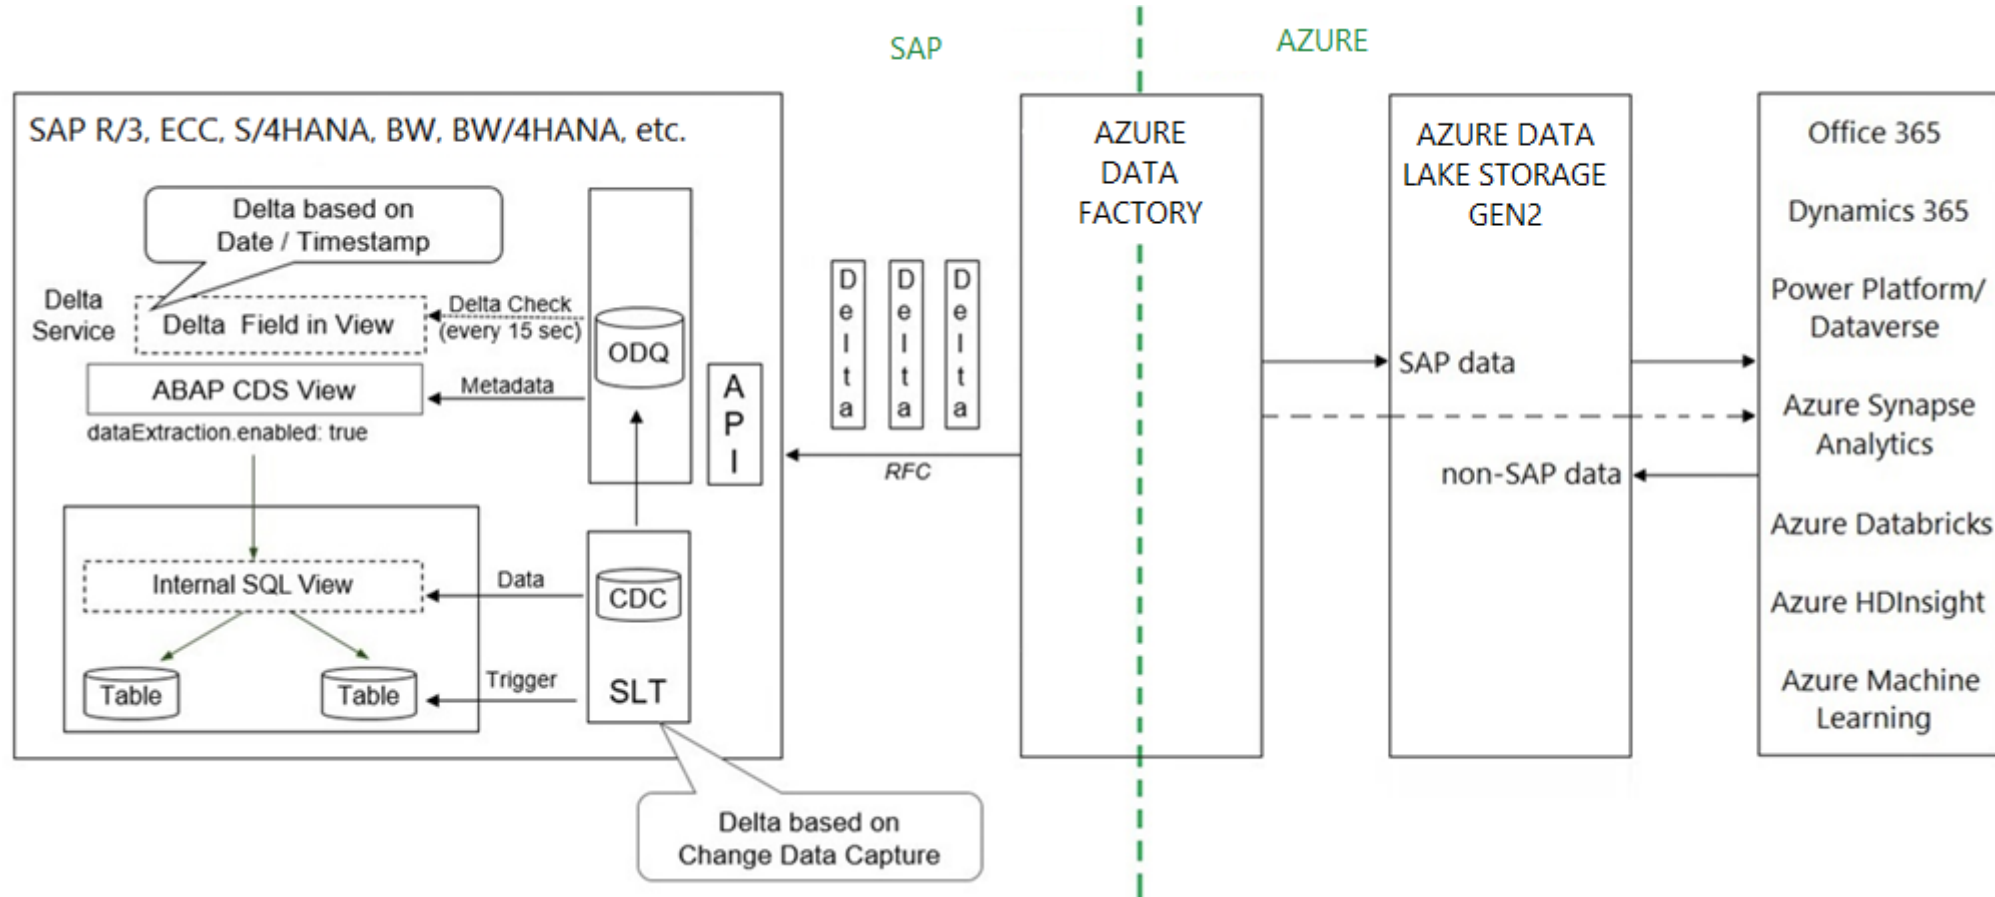 SAP
AZURE
SAP R/3, ECC, S/4HANA, BW, BW/4HANA, etc.
Delta based on
Date / Timestamp
Delta
Service
Delta Field in View
Delta Check
(every 15 sec)
ODQ
ABAP CDS View
Metadata
dataExtraction.enabled: true
API
Internal SQL View
Data
CDC
Table
Table
Trigger
SLT
Delta based on
Change Data Capture
Delta
Delta
Delta
RFC
AZURE
DATA
FACTORY
AZURE DATA
LAKE STORAGE
GEN2
SAP data
non-SAP data
Office 365
Dynamics 365
Power Platform/
Dataverse
Azure Synapse
Analytics
Azure Databricks
Azure HDInsight
Azure Machine
Learning